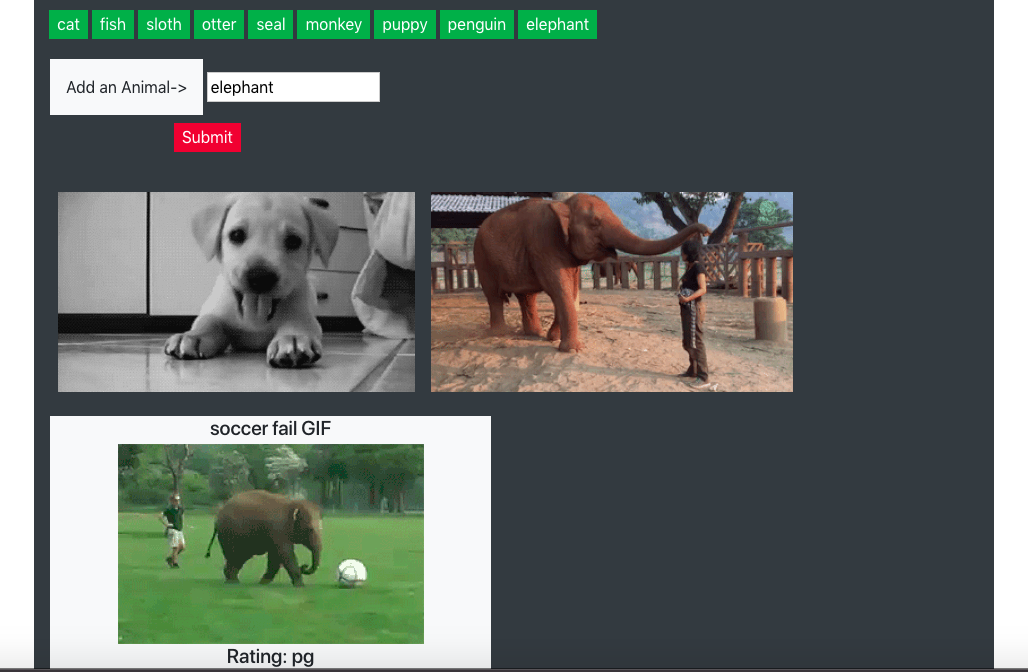 cat fish sloth otter seal monkey puppy penguin elephant
Add an Animal-> elephant
Submit
soccer fail GIF
Rating: pg